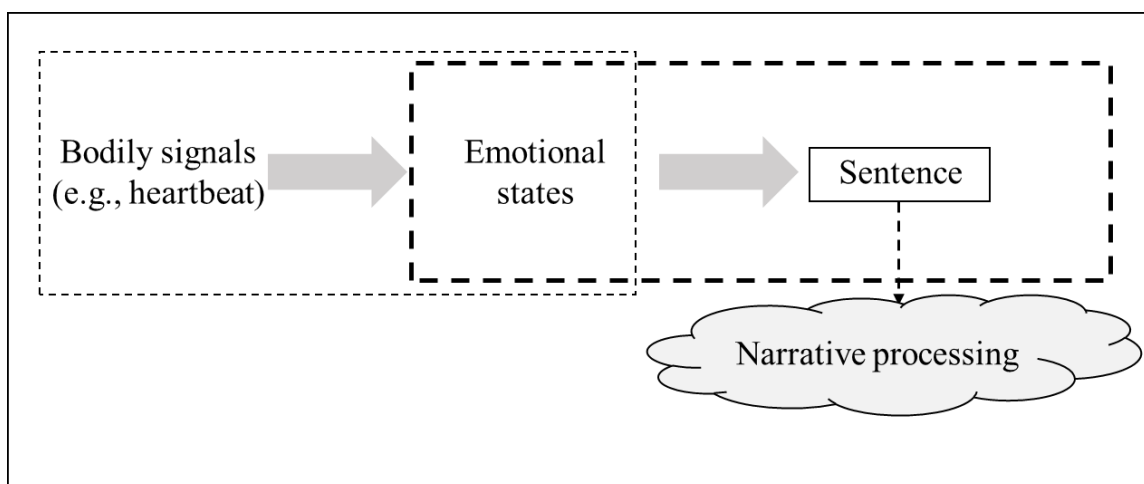 Bodily signals
(e.g., heartbeat)
Emotional
states
Sentence
Narrative processing